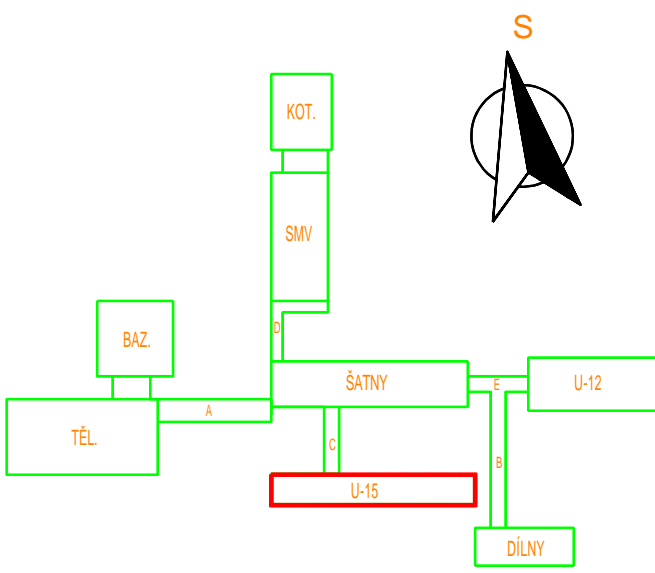 S
KOT.
SMV
BAZ.
D
ŠATNY
E
U-12
A
TĚL.
C
B
U-15
DÍLNY